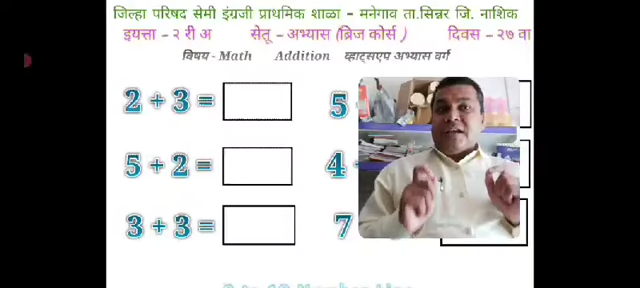 जिल्हा परिषद सेमी इंग्रजी प्राथमिक शाळा - मनेगाव ता.सिन्नर जि. नाशिक
इयत्ता - २ री अ सेतू - अभ्यास (ब्रिज कोर्स ) दिवस - २७ वा
विषय - Math Addition व्हाट्सएप अभ्यास वर्ग
2 + 3 = 5
5 + 2 = 4
3 + 3 = 7